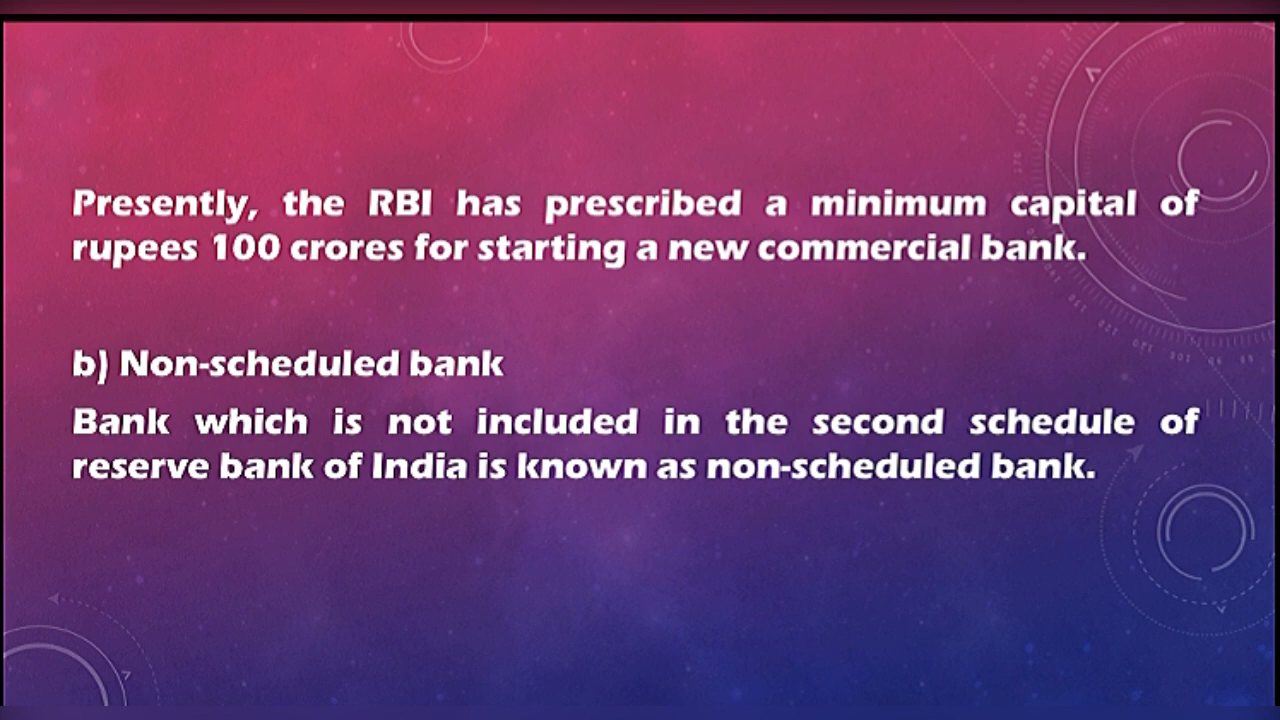 Presently, the RBI has prescribed a minimum capital of
rupees 100 crores for starting a new commercial bank.
b) Non-scheduled bank
Bank which is not included in the second schedule of
reserve bank of India is known as non-scheduled bank.